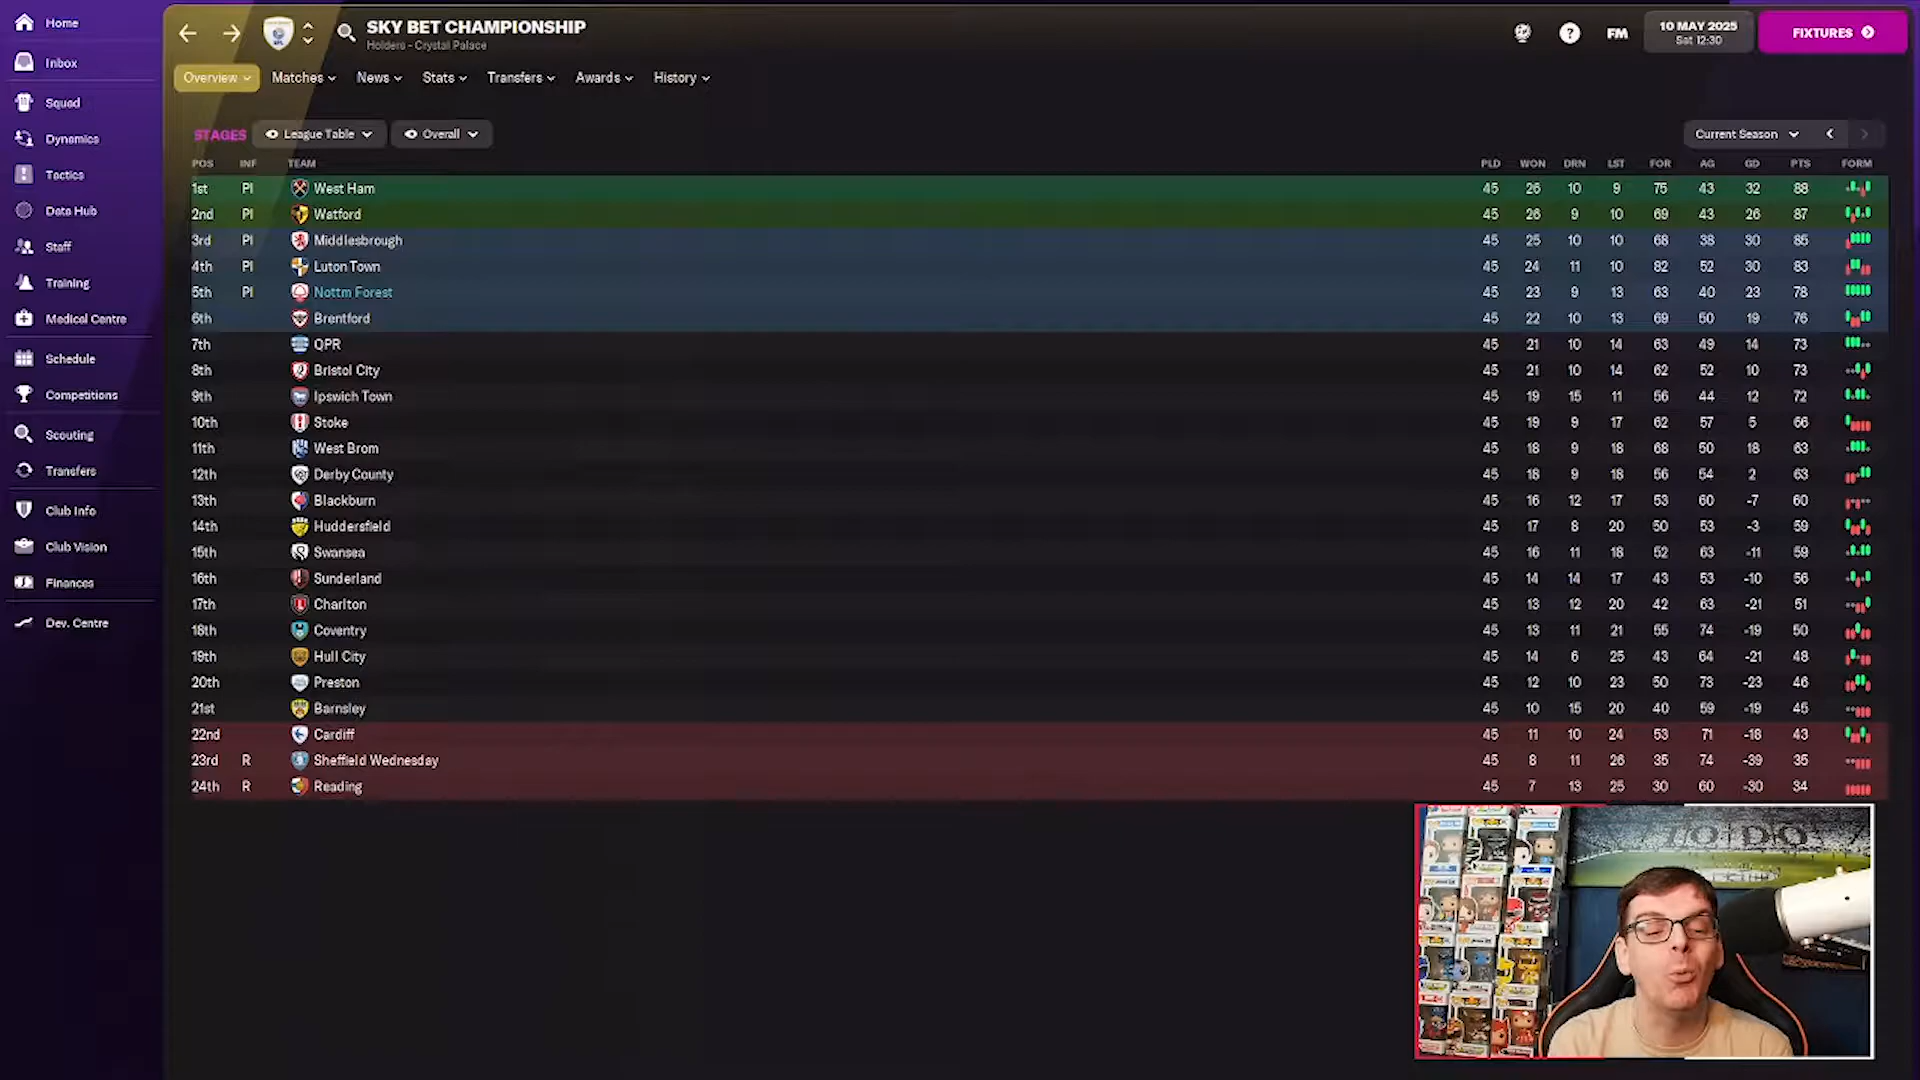 Home
Inbox
Squad
Dynamics
Tactics
Data Hub
Staff
Training
Medical Centre
Schedule
Competitions
Scouting
Transfers
Club Info
Club Vision
Finances
Dev. Centre
SKY BET CHAMPIONSHIP
Holders - Crystal Palace
? FM 10 MAY 2025 Sat 12:30 FIXTURES
Overview Matches News Stats Transfers Awards History
STAGES League Table Overall Current Season
POS INF TEAM PLD WON DRN LST FOR AG GD PTS FORM
1st PI West Ham 45 26 10 9 75 43 32 88
2nd PI Watford 45 26 9 10 69 43 26 87
3rd PI Middlesbrough 45 25 10 10 68 38 30 85
4th PI Luton Town 45 24 11 10 82 52 30 83
5th PI Nottm Forest 45 23 9 13 63 40 23 78
6th Brentford 45 22 10 13 69 50 19 76
7th QPR 45 21 10 14 63 49 14 73
8th Bristol City 45 21 10 14 62 52 10 73
9th Ipswich Town 45 19 15 11 56 44 12 72
10th Stoke 45 19 9 17 62 57 5 66
11th West Brom 45 18 9 18 68 50 18 63
12th Derby County 45 18 9 18 56 54 2 63
13th Blackburn 45 16 12 17 53 60 -7 60
14th Huddersfield 45 17 8 20 50 53 -3 59
15th Swansea 45 16 11 18 52 63 -11 59
16th Sunderland 45 14 14 17 43 53 -10 56
17th Charlton 45 13 12 20 42 63 -21 51
18th Coventry 45 13 11 21 55 74 -19 50
19th Hull City 45 14 6 25 43 64 -21 48
20th Preston 45 12 10 23 50 73 -23 46
21st Barnsley 45 10 15 20 40 59 -19 45
22nd Cardiff 45 11 10 24 53 71 -18 43
23rd R Sheffield Wednesday 45 8 11 26 35 74 -39 35
24th R Reading 45 7 13 25 30 60 -30 34